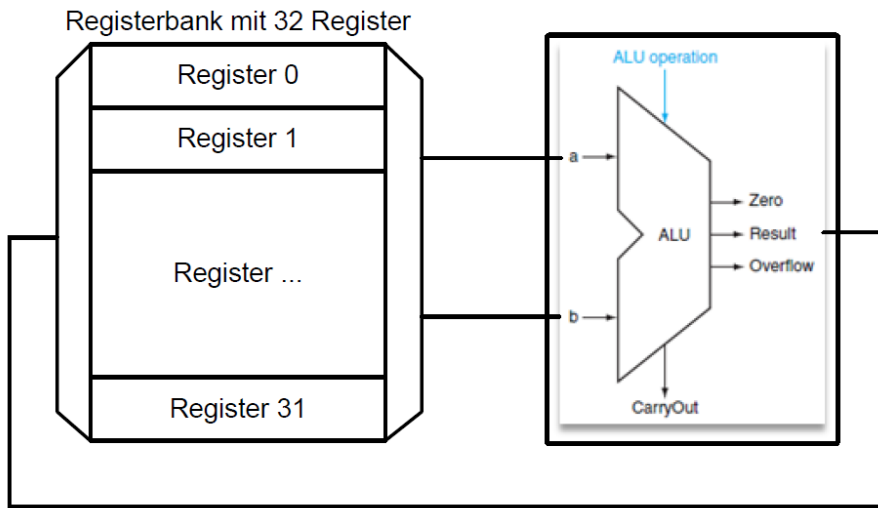 Registerbank mit 32 Register
Register 0
Register 1
Register ...
Register 31
ALU operation
a
b
ALU
Zero
Result
Overflow
CarryOut